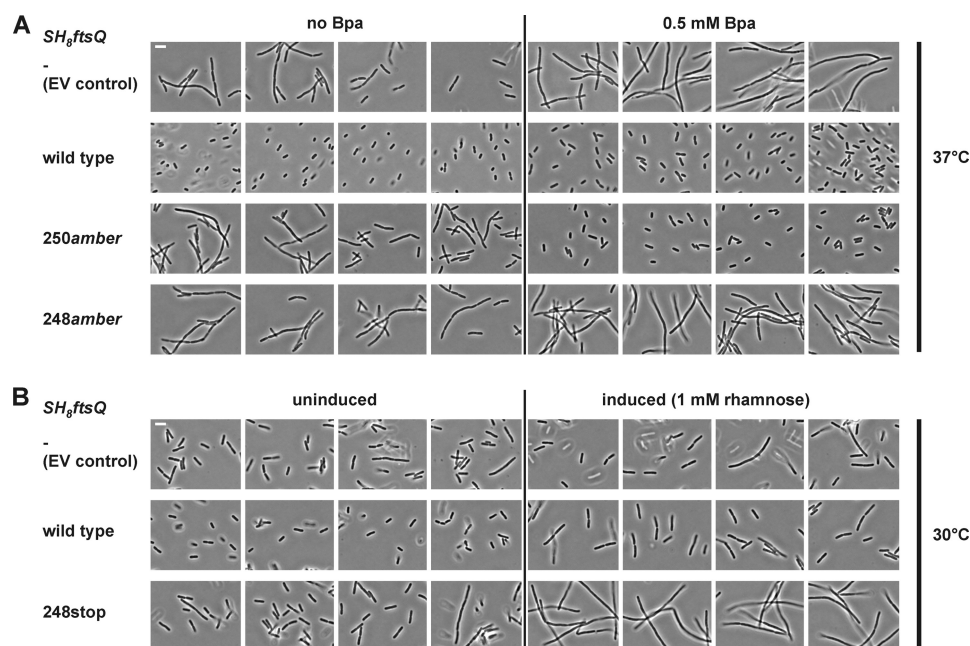 A
SH₈ftsQ
no Bpa
0.5 mM Bpa
-
(EV control)
wild type
37°C
250amber
248amber
B
SH₈ftsQ
uninduced
induced (1 mM rhamnose)
-
(EV control)
wild type
30°C
248stop